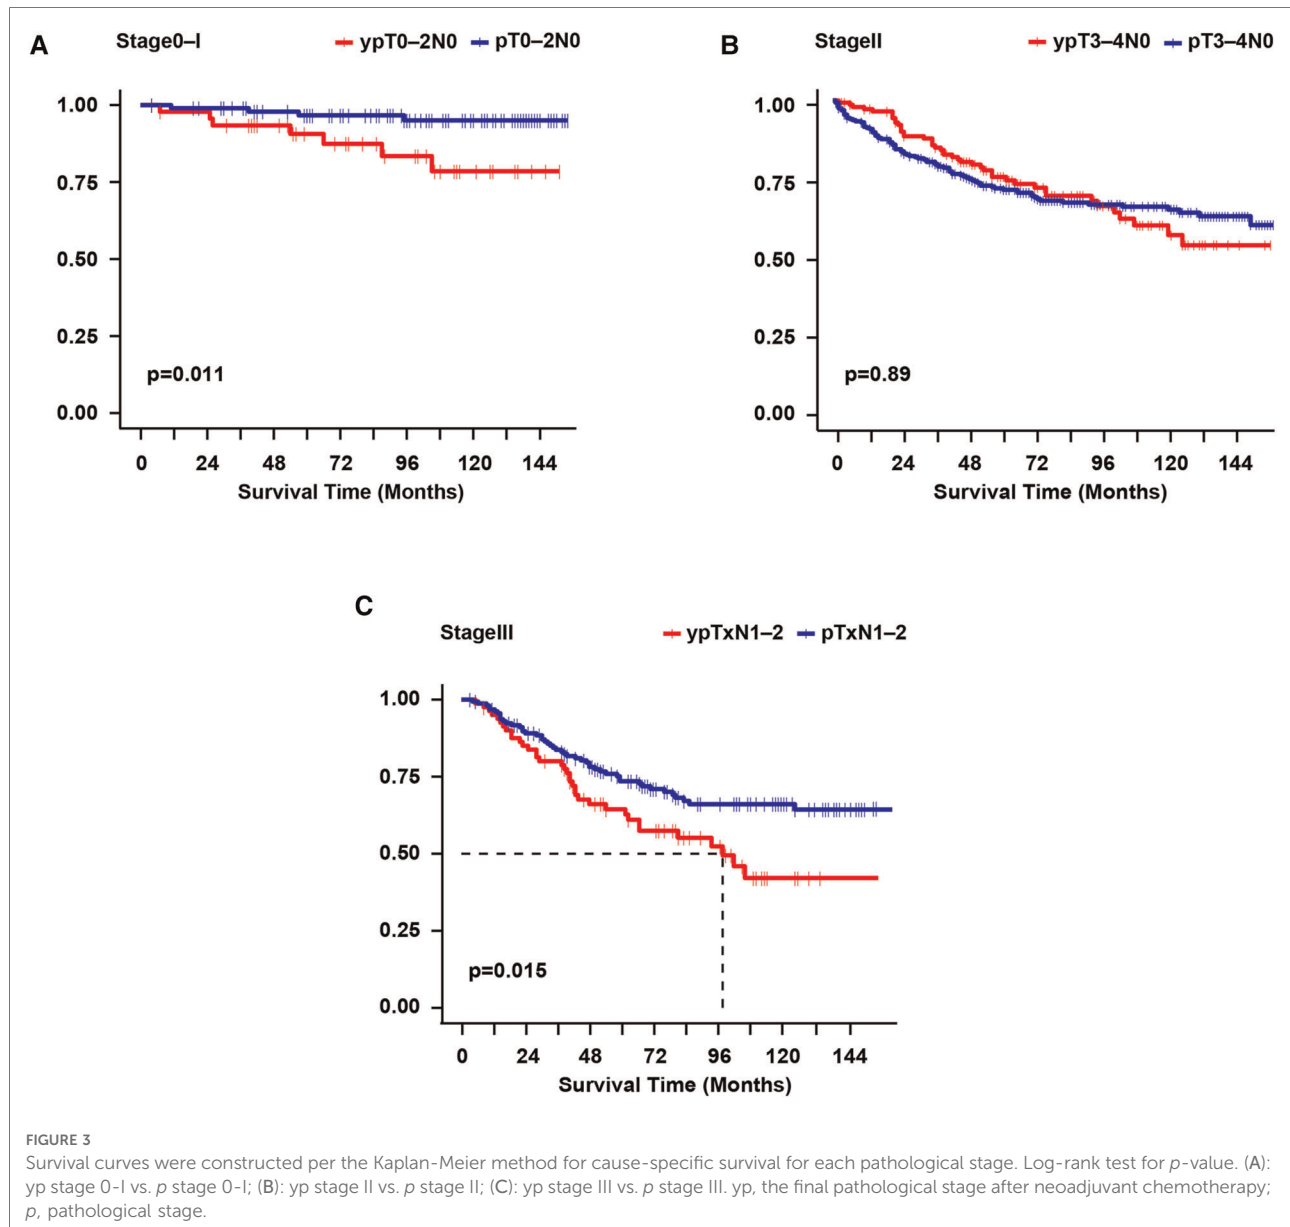 A
Stage0–I
ypT0–2N0 pT0–2N0
1.00
0.75
0.50
0.25
0.00
p=0.011
0 24 48 72 96 120 144
Survival Time (Months)
B
StageII
ypT3–4N0 pT3–4N0
1.00
0.75
0.50
0.25
0.00
p=0.89
0 24 48 72 96 120 144
Survival Time (Months)
C
StageIII
ypTxN1–2 pTxN1–2
1.00
0.75
0.50
0.25
0.00
p=0.015
0 24 48 72 96 120 144
Survival Time (Months)
FIGURE 3
Survival curves were constructed per the Kaplan-Meier method for cause-specific survival for each pathological stage. Log-rank test for p-value. (A):
yp stage 0-I vs. p stage 0-I; (B): yp stage II vs. p stage II; (C): yp stage III vs. p stage III. yp, the final pathological stage after neoadjuvant chemotherapy;
p, pathological stage.